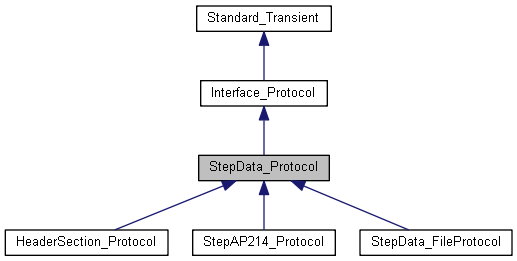 Standard_Transient
Interface_Protocol
StepData_Protocol
HeaderSection_Protocol
StepAP214_Protocol
StepData_FileProtocol